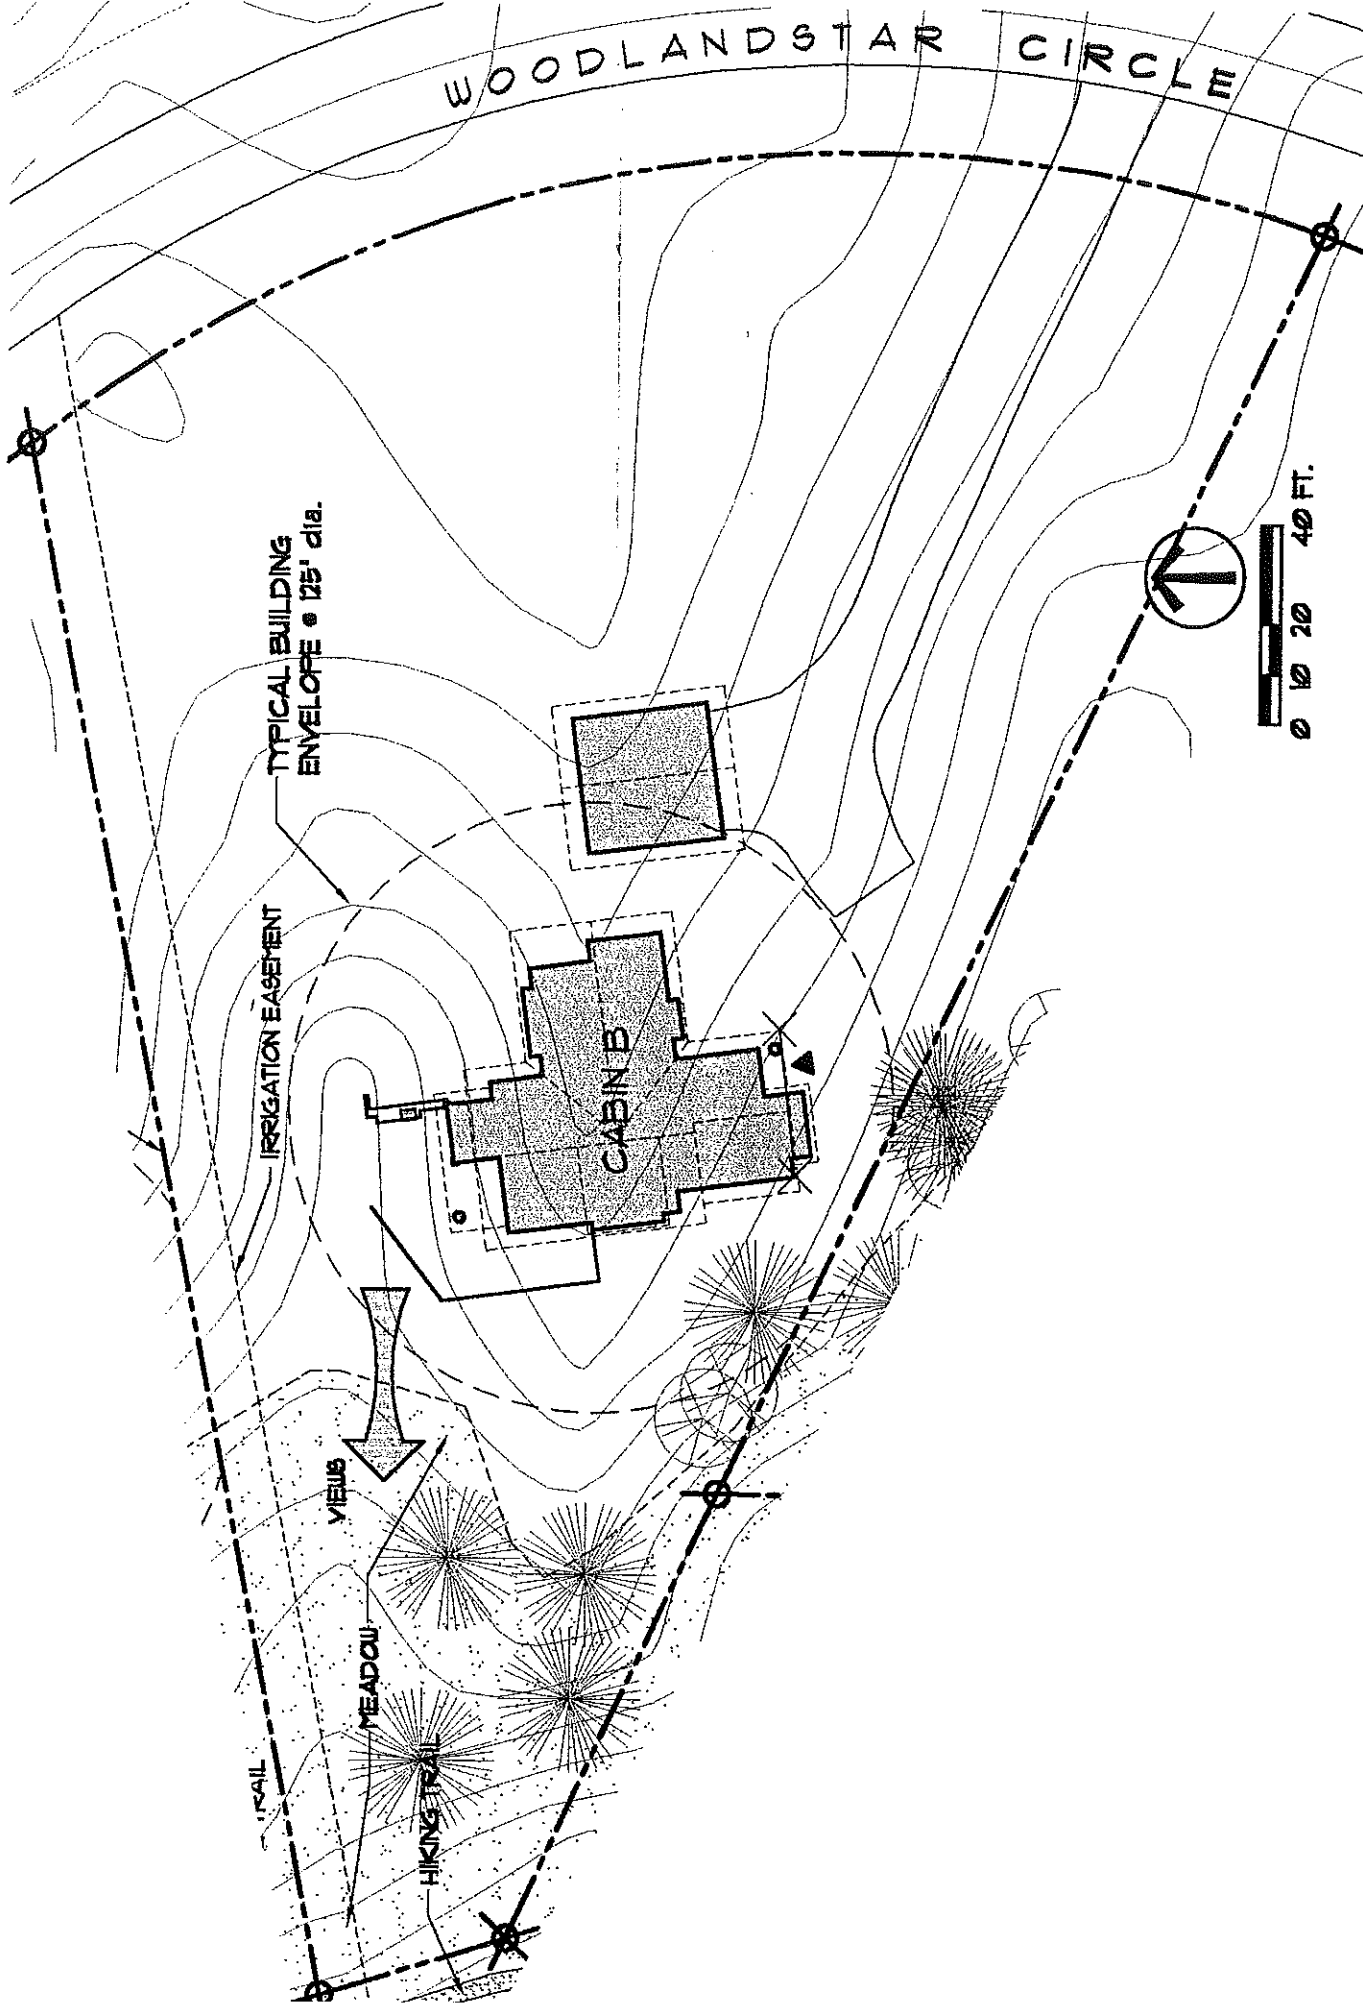 WOODLANDSTAR CIRCLE
TYPICAL BUILDING
ENVELOPE @ 125' dia.
IRRIGATION EASEMENT
CABIN B
VIEWS
MEADOW
HIKING TRAIL
TRAIL
0 10 20 40 FT.